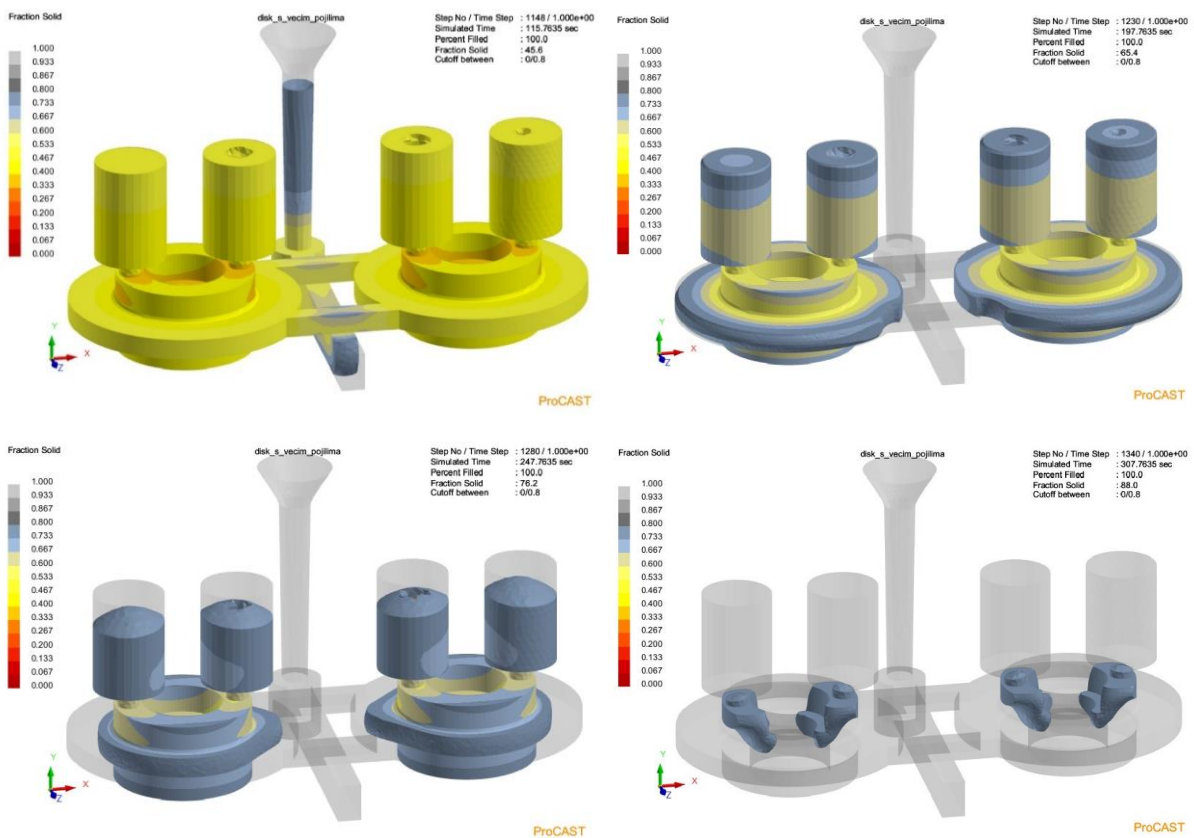 Fraction Solid
disk_s_vecim_pojilima
Step No / Time Step : 1148 / 1.000e+00
Simulated Time : 115.7635 sec
Percent Filled : 100.0
Fraction Solid : 45.6
Cutoff between : 0/0.8
1.000
0.933
0.867
0.800
0.733
0.667
0.600
0.533
0.467
0.400
0.333
0.267
0.200
0.133
0.067
0.000
Y
X
Z
ProCAST
Fraction Solid
disk_s_vecim_pojilima
Step No / Time Step : 1230 / 1.000e+00
Simulated Time : 197.7635 sec
Percent Filled : 100.0
Fraction Solid : 65.4
Cutoff between : 0/0.8
1.000
0.933
0.867
0.800
0.733
0.667
0.600
0.533
0.467
0.400
0.333
0.267
0.200
0.133
0.067
0.000
Y
X
Z
ProCAST
Fraction Solid
disk_s_vecim_pojilima
Step No / Time Step : 1280 / 1.000e+00
Simulated Time : 247.7635 sec
Percent Filled : 100.0
Fraction Solid : 76.2
Cutoff between : 0/0.8
1.000
0.933
0.867
0.800
0.733
0.667
0.600
0.533
0.467
0.400
0.333
0.267
0.200
0.133
0.067
0.000
Y
X
Z
ProCAST
Fraction Solid
disk_s_vecim_pojilima
Step No / Time Step : 1340 / 1.000e+00
Simulated Time : 307.7635 sec
Percent Filled : 100.0
Fraction Solid : 88.0
Cutoff between : 0/0.8
1.000
0.933
0.867
0.800
0.733
0.667
0.600
0.533
0.467
0.400
0.333
0.267
0.200
0.133
0.067
0.000
Y
X
Z
ProCAST